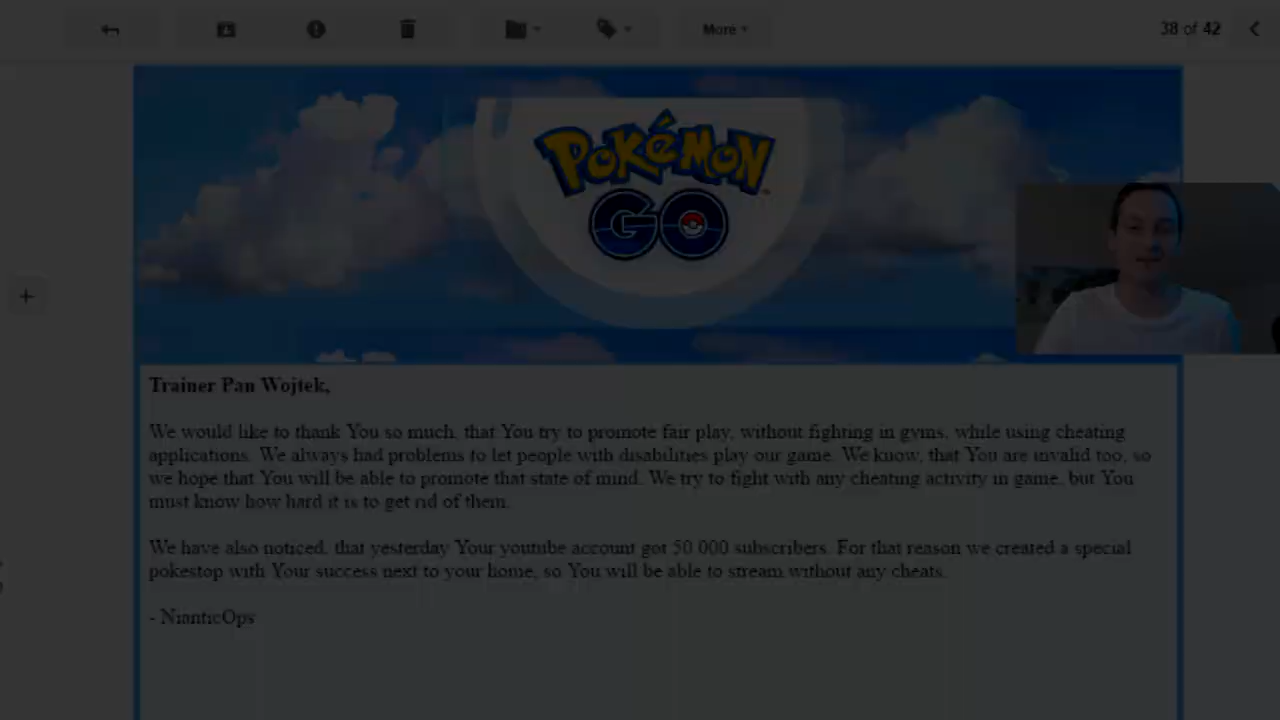 More
38 of 42
POKéMON
GO
Trainer Pan Wojtek,
We would like to thank You so much, that You try to promote fair play, without fighting in gyms, while using cheating
applications. We always had problems to let people with disabilities play our game. We know, that You are invalid too, so
we hope that You will be able to promote that state of mind. We try to fight with any cheating activity in game, but You
must know how hard it is to get rid of them.
We have also noticed, that yesterday Your youtube account got 50 000 subscribers. For that reason we created a special
pokestop with Your success next to your home, so You will be able to stream without any cheats.
- NianticOps